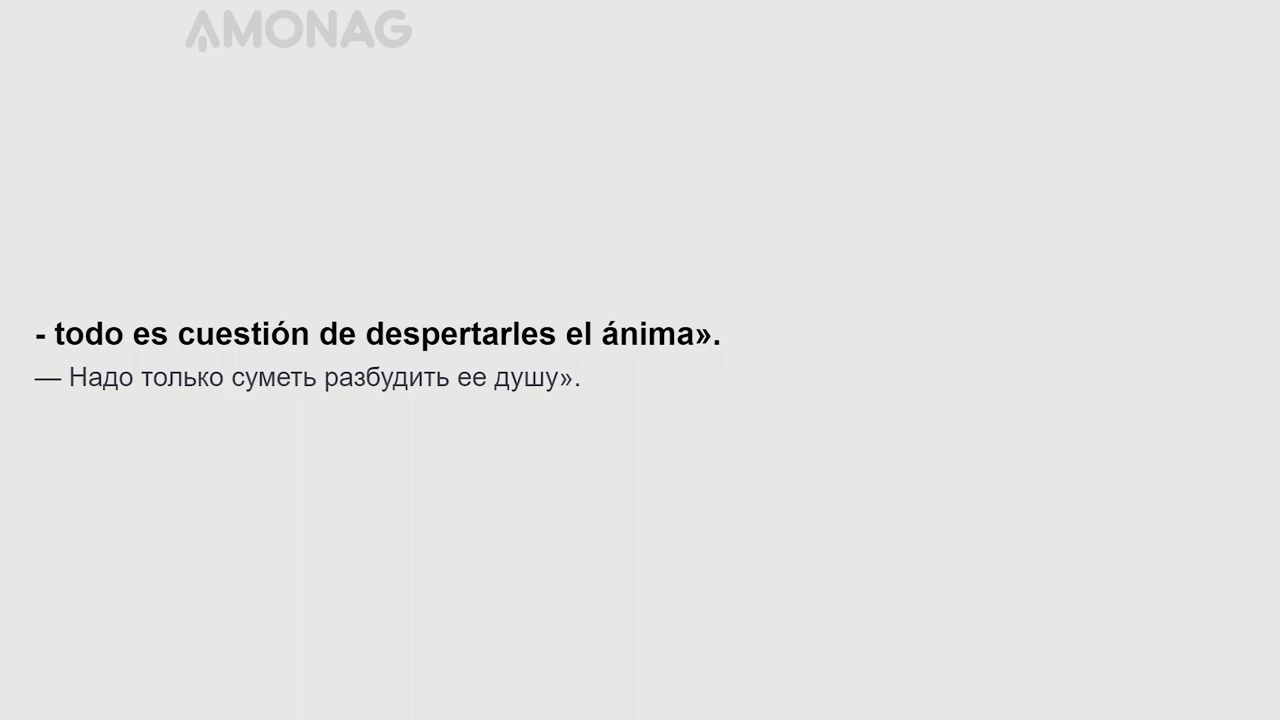 AMONAG
- todo es cuestión de despertarles el ánima».
— Надо только суметь разбудить ее душу».